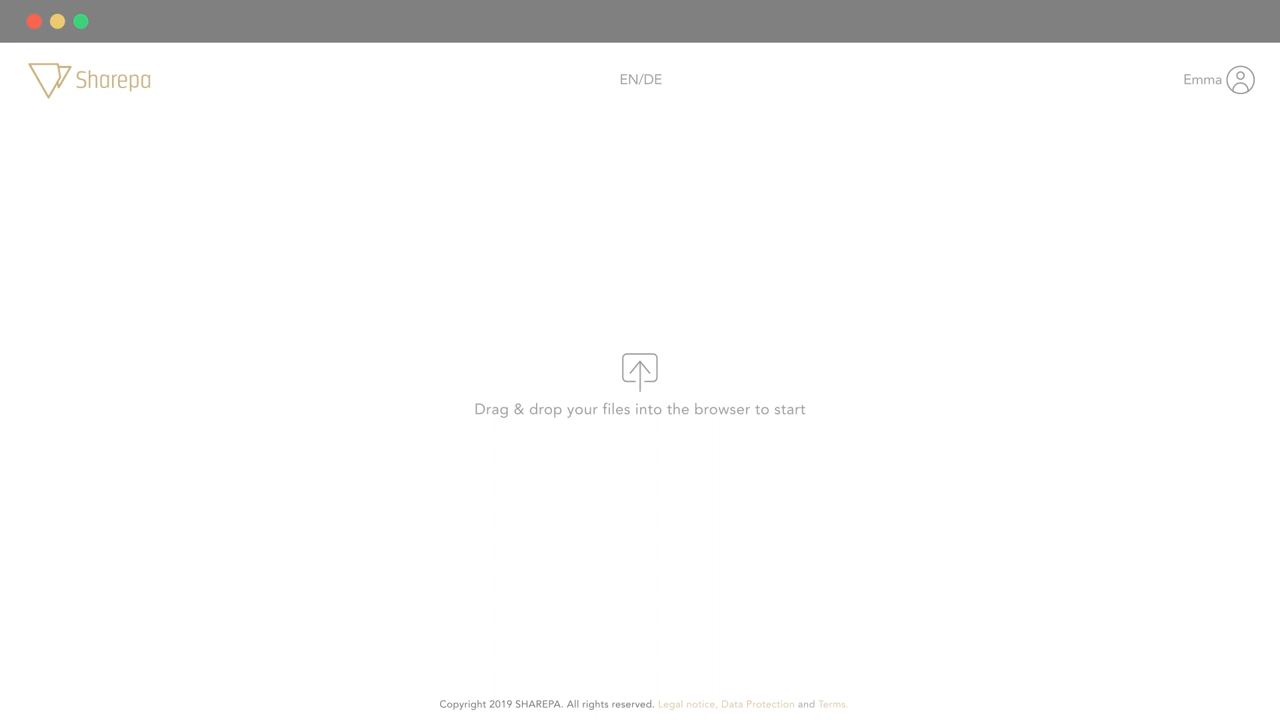 Sharepa
EN/DE
Emma
Drag & drop your files into the browser to start
Copyright 2019 SHAREPA. All rights reserved. Legal notice, Data Protection and Terms.